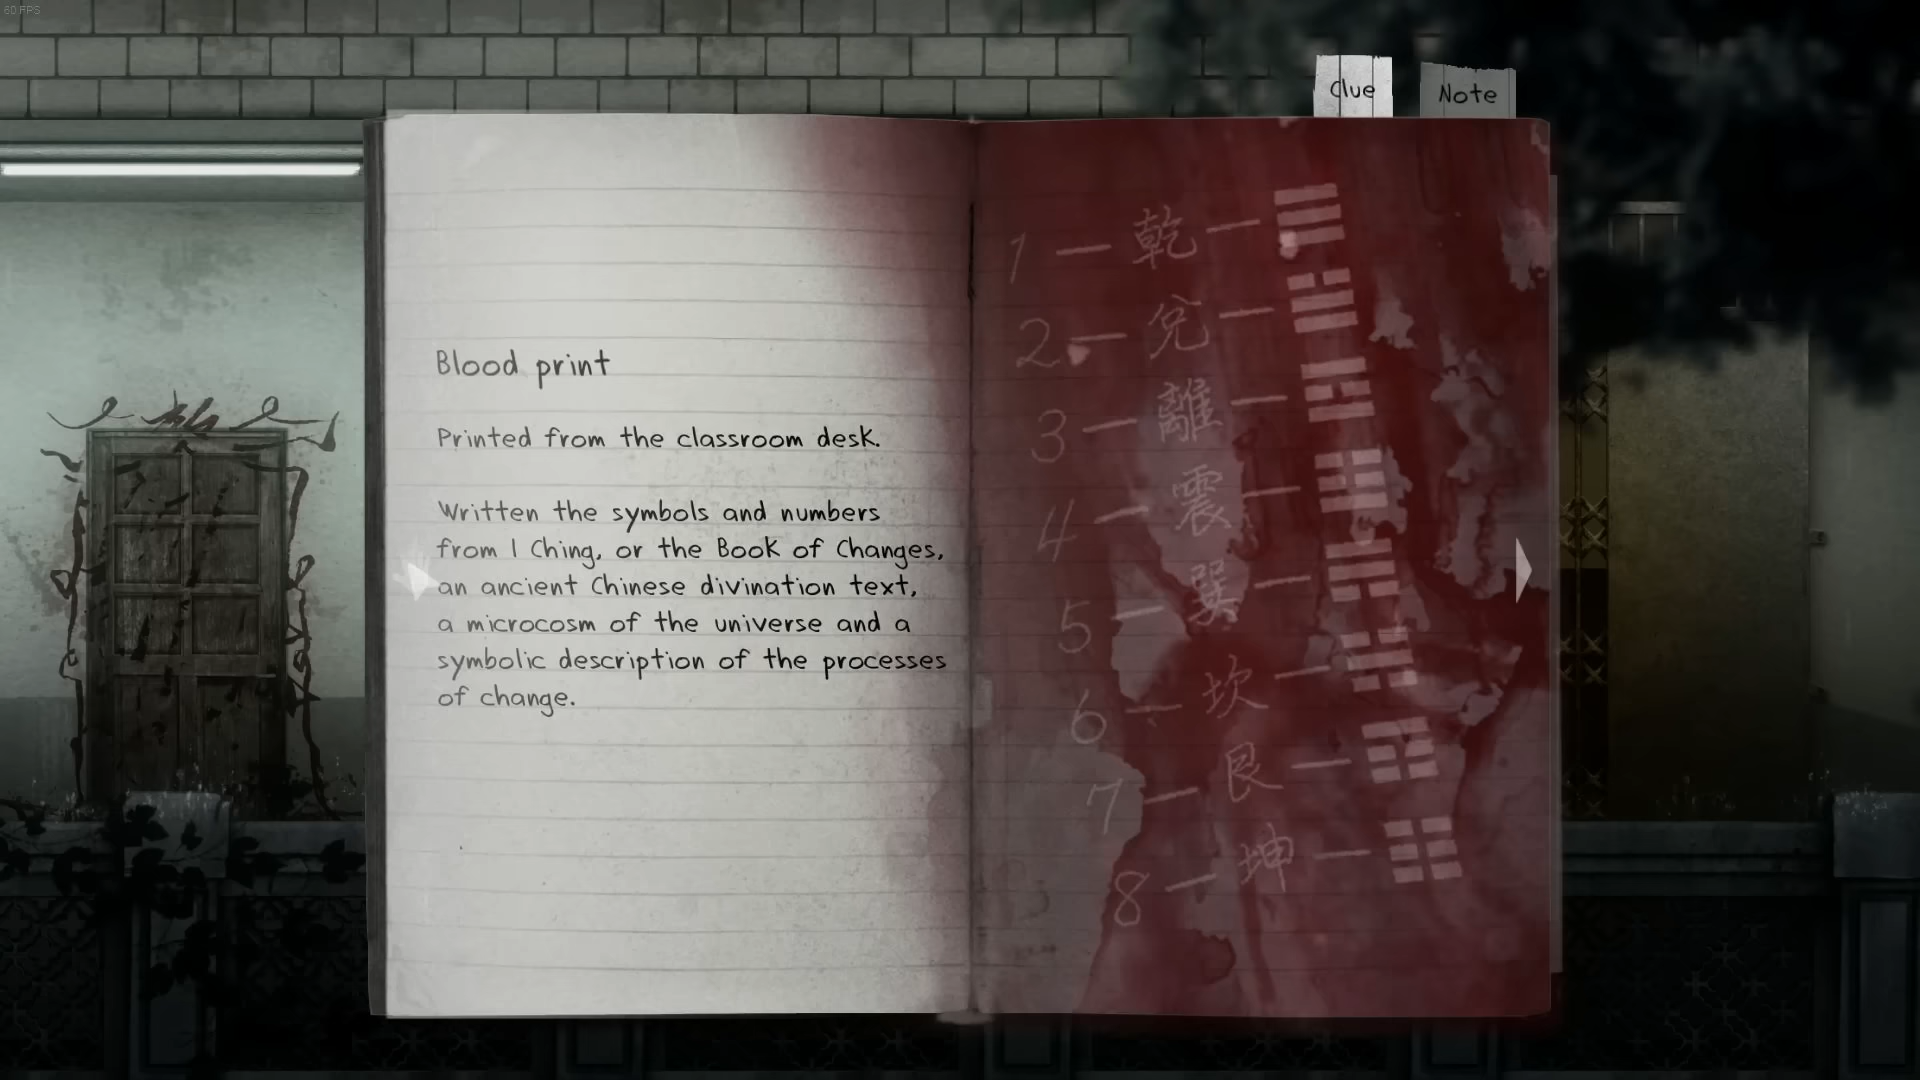 60 FPS
Clue
Note
Blood print
Printed from the classroom desk.
Written the symbols and numbers
from I Ching, or the Book of Changes,
an ancient Chinese divination text,
a microcosm of the universe and a
symbolic description of the processes
of change.
1 — 乾 — ☰
2 — 兌 — ☱
3 — 離 — ☲
4 — 震 — ☳
5 — 巽 — ☴
6 — 坎 — ☵
7 — 艮 — ☶
8 — 坤 — ☷